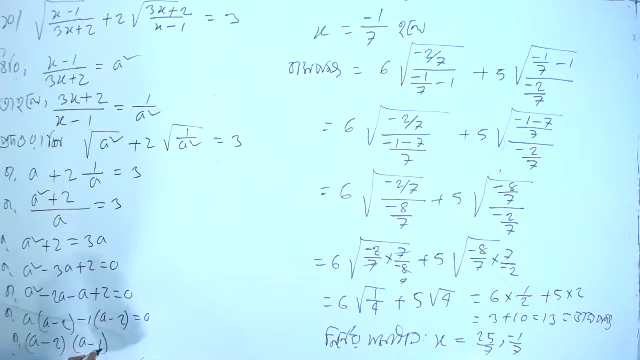 ১০) √(x-1)/(3x+2) + 2√(3x+2)/(x-1) = 3
ধরি, (x-1)/(3x+2) = a²
তাহলে, (3x+2)/(x-1) = 1/a²
√a² + 2√(1/a²) = 3
বা, a + 2 1/a = 3
বা, (a²+2)/a = 3
বা, a²+2 = 3a
বা, a²-3a+2=0
বা, a²-2a-a+2=0
বা, a(a-2)-1(a-2)=0
বা, (a-2)(a-1)
x = -1/7 হলে
বামপক্ষ = 6√((-2/7)/(-1/7 - 1)) + 5√((-1/7 - 1)/(-2/7))
= 6√((-2/7)/((-1-7)/7)) + 5√(((-1-7)/7)/(-2/7))
= 6√((-2/7)/(-8/7)) + 5√((-8/7)/(-2/7))
= 6√(-2/7 × 7/-8) + 5√(-8/7 × 7/-2)
= 6√(1/4) + 5√4 = 6×1/2 + 5×2
= 3+10 = 13 = ডানপক্ষ
নির্ণেয় সমাধান: x = 25/7, -1/7